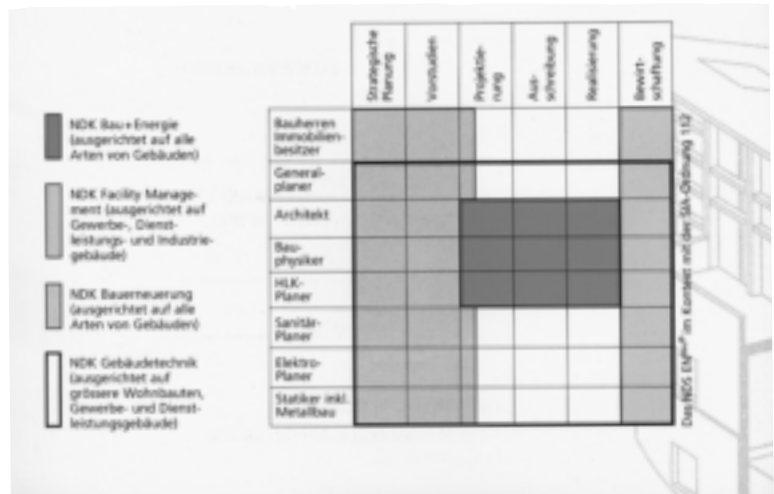 Strategische
Planung
Vorstudien
Projektie-
rung
Aus-
schreibung
Realisierung
Bewirt-
schaftung
NDK Bau+Energie
(ausgerichtet auf alle
Arten von Gebäuden)
NDK Facility Manage-
ment (ausgerichtet auf
Gewerbe-, Dienst-
leistungs- und Industrie-
gebäude)
NDK Bauerneuerung
(ausgerichtet auf alle
Arten von Gebäuden)
NDK Gebäudetechnik
(ausgerichtet auf
grössere Wohnbauten,
Gewerbe- und Dienst-
leistungsgebäude)
Bauherren
Immobilien-
besitzer
General-
planer
Architekt
Bau-
physiker
HLK-
Planer
Sanitär-
Planer
Elektro-
Planer
Statiker inkl.
Metallbau
Das NDS im Kontext mit der SIA-Ordnung 112